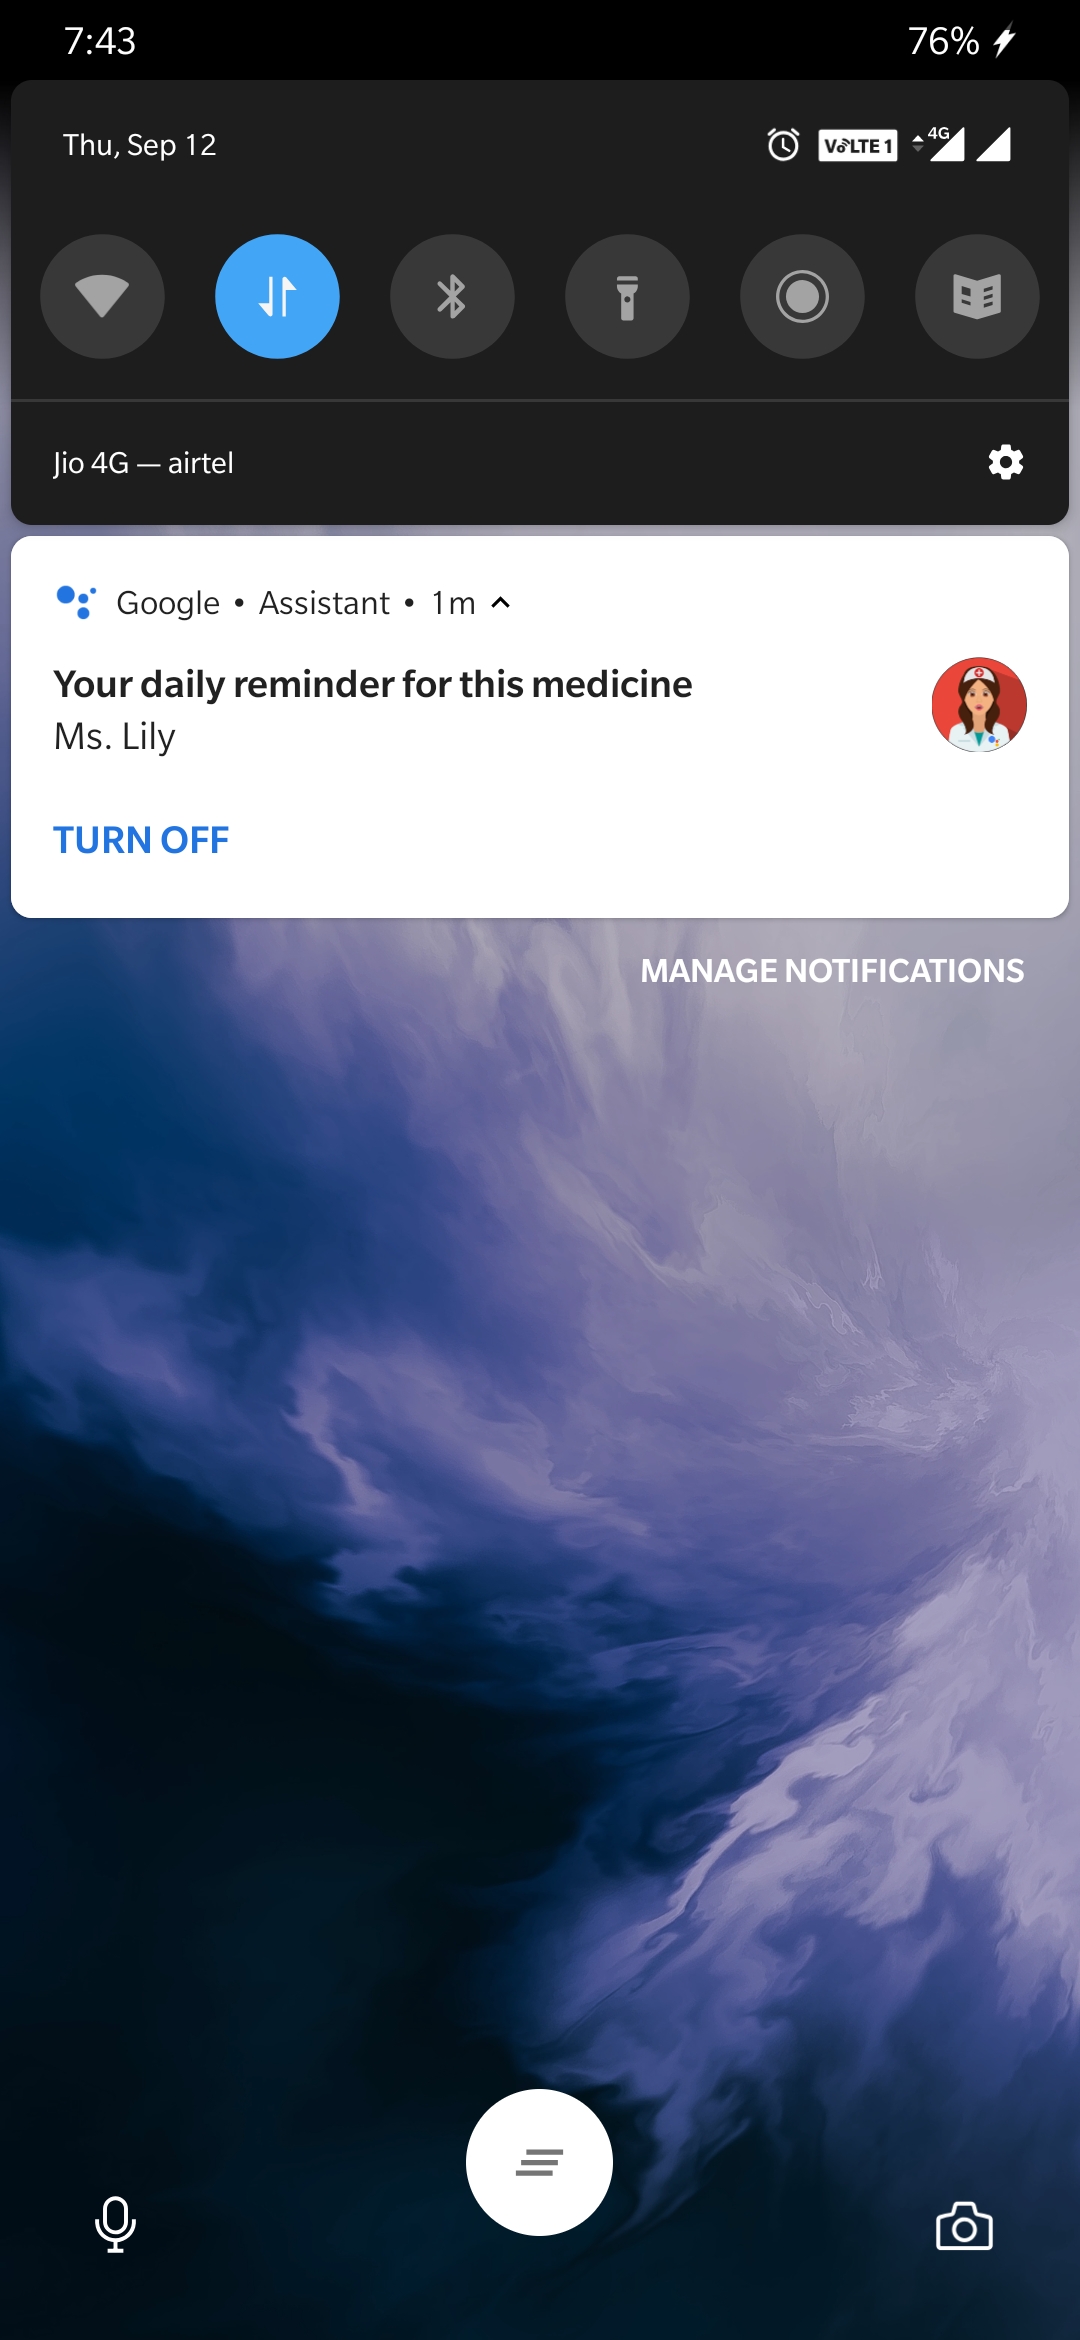 7:43 76%
Thu, Sep 12 VoLTE 1 4G
Jio 4G — airtel
Google • Assistant • 1m
Your daily reminder for this medicine
Ms. Lily
TURN OFF
MANAGE NOTIFICATIONS